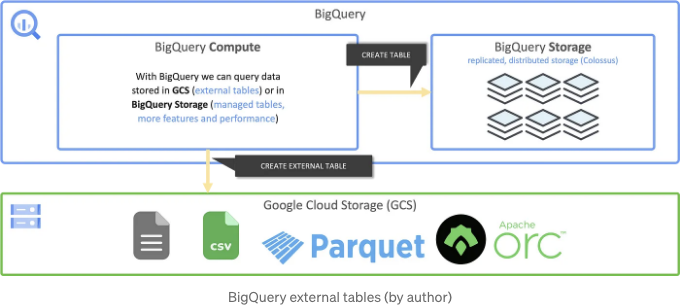 BigQuery
BigQuery Compute
With BigQuery we can query data
stored in GCS (external tables) or in
BigQuery Storage (managed tables,
more features and performance)
CREATE TABLE
BigQuery Storage
replicated, distributed storage (Colossus)
CREATE EXTERNAL TABLE
Google Cloud Storage (GCS)
CSV
Parquet
Apache
orc™
BigQuery external tables (by author)